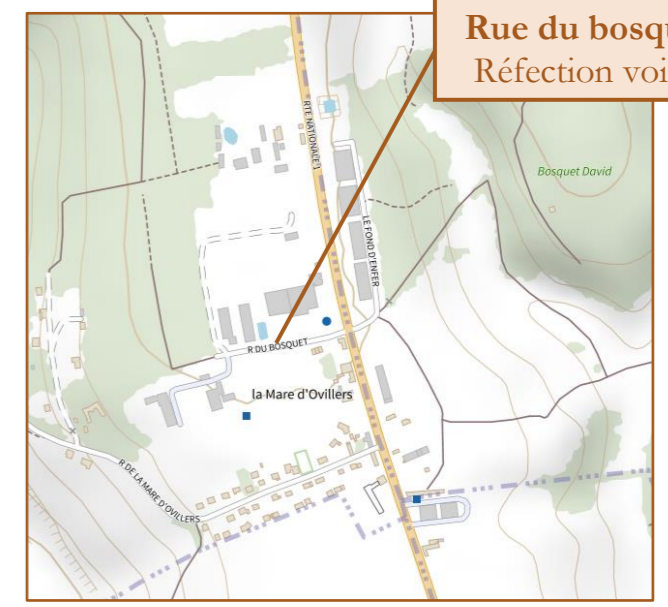 Rue du bosqu
Réfection voi
RTE NATIONALE 1
Bosquet David
LE FOND D'ENFER
R DU BOSQUET
la Mare d'Ovillers
R DE LA MARE D'OVILLERS